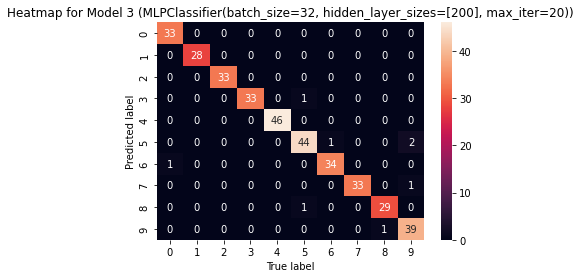 Heatmap for Model 3 (MLPClassifier(batch_size=32, hidden_layer_sizes=[200], max_iter=20))
Predicted label
0 33 0 0 0 0 0 0 0 0 0
1 0 28 0 0 0 0 0 0 0 0
2 0 0 33 0 0 0 0 0 0 0
3 0 0 0 33 0 1 0 0 0 0
4 0 0 0 0 46 0 0 0 0 0
5 0 0 0 0 0 44 1 0 0 2
6 1 0 0 0 0 0 34 0 0 0
7 0 0 0 0 0 0 0 33 0 1
8 0 0 0 0 0 1 0 0 29 0
9 0 0 0 0 0 0 0 0 1 39
0 1 2 3 4 5 6 7 8 9
True label
40
30
20
10
0